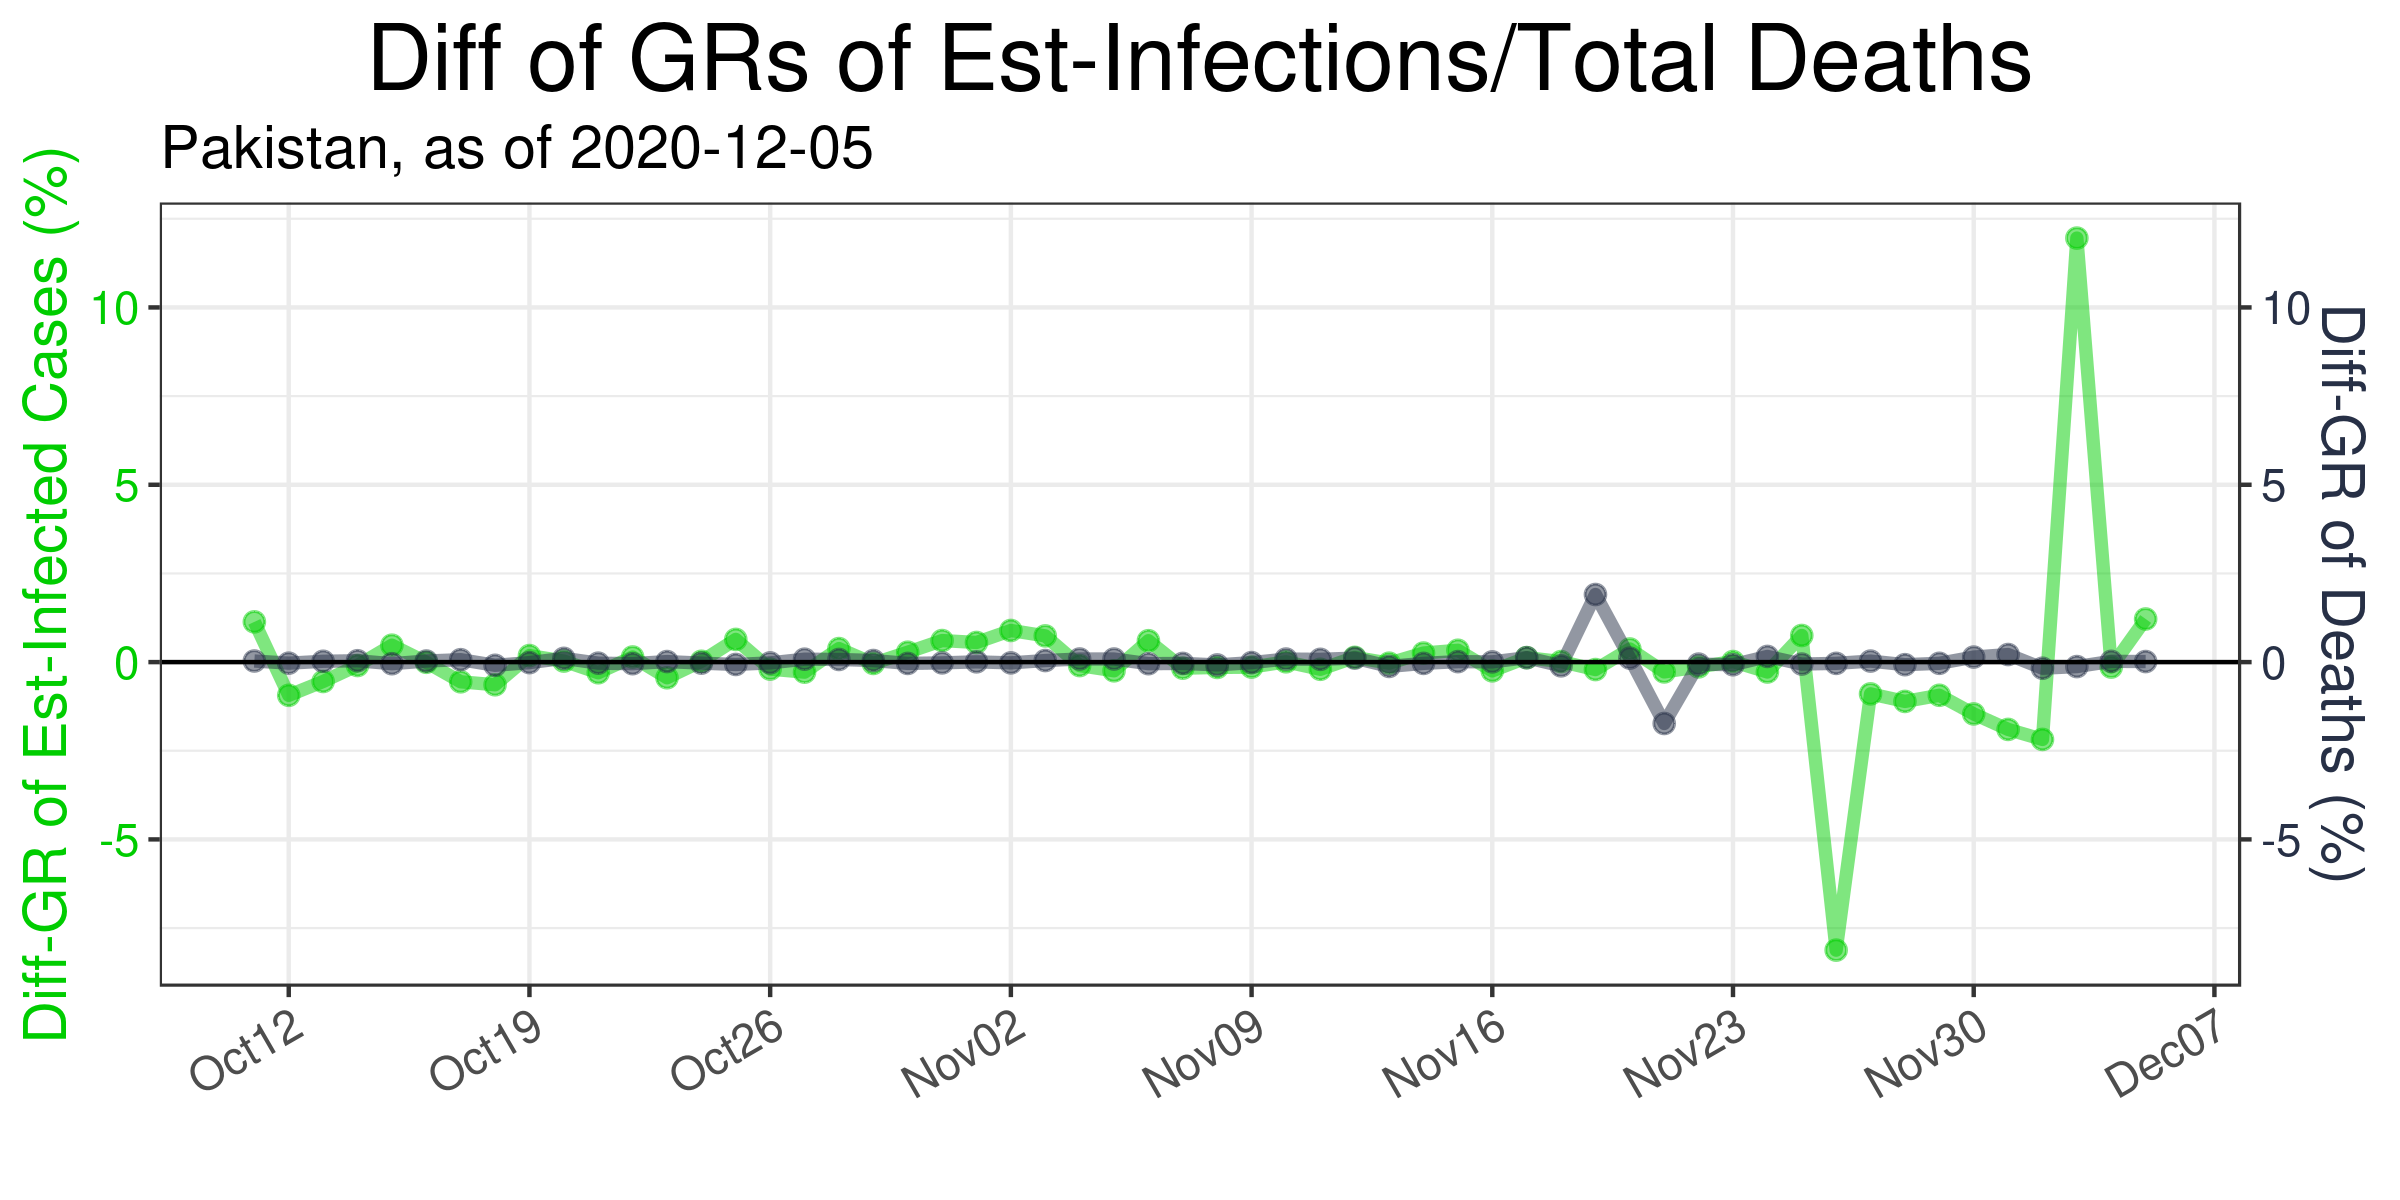 Diff of GRs of Est-Infections/Total Deaths
Pakistan, as of 2020-12-05
Diff-GR of Est-Infected Cases (%)
10
5
0
-5
10
5
0
-5
Diff-GR of Deaths (%)
Oct12
Oct19
Oct26
Nov02
Nov09
Nov16
Nov23
Nov30
Dec07